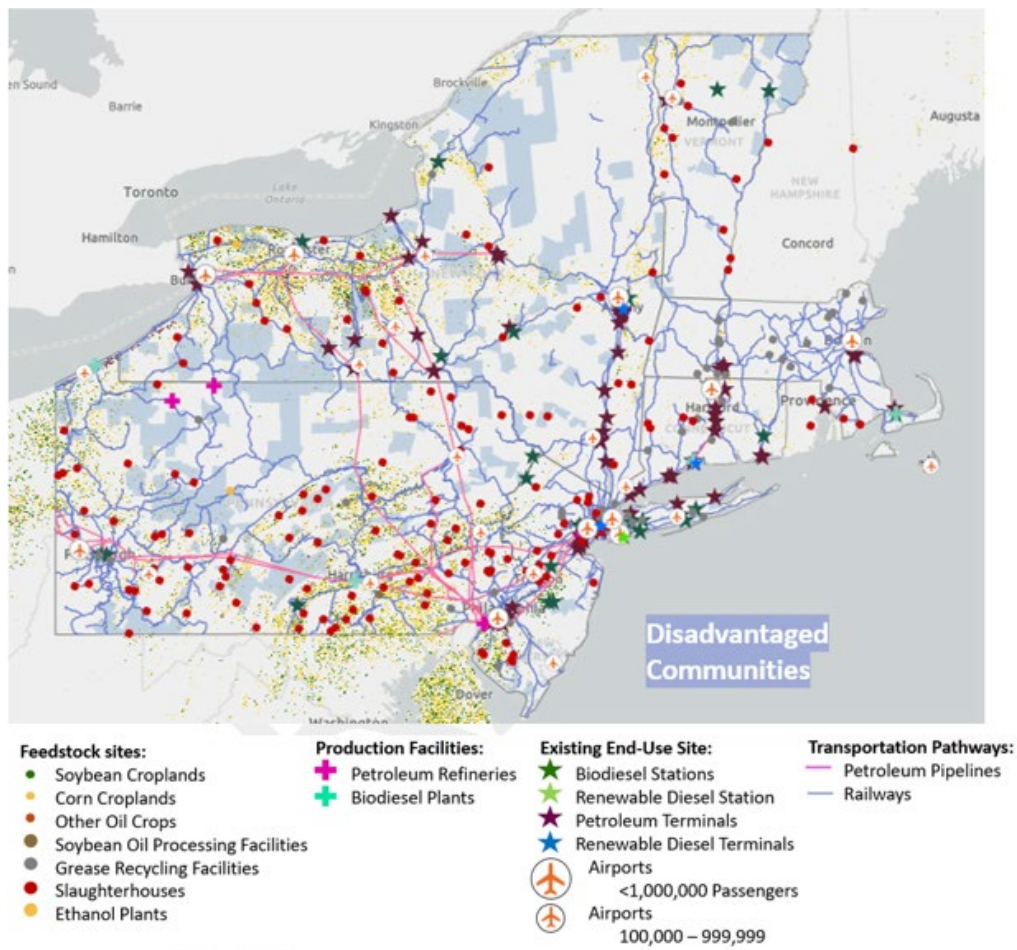 en Sound
Barrie
Brockville
Kingston
Augusta
Montpelier
VERMONT
Toronto
Lake
Ontario
NEW
HAMPSHIRE
Hamilton
Concord
Providence
CONNECTICUT
Disadvantaged
Communities
Dover
Washington
Feedstock sites:
Soybean Croplands
Corn Croplands
Other Oil Crops
Soybean Oil Processing Facilities
Grease Recycling Facilities
Slaughterhouses
Ethanol Plants
Production Facilities:
Petroleum Refineries
Biodiesel Plants
Existing End-Use Site:
Biodiesel Stations
Renewable Diesel Station
Petroleum Terminals
Renewable Diesel Terminals
Airports
<1,000,000 Passengers
Airports
100,000 – 999,999
Transportation Pathways:
Petroleum Pipelines
Railways